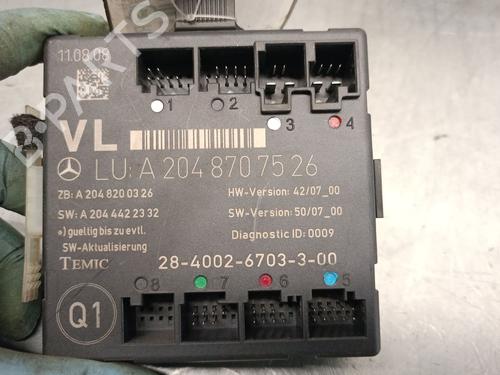 11.08.08
1 2 3 4
VL
LU: A 204 870 75 26
ZB: A 204 820 03 26
HW-Version: 42/07_00
SW: A 204 442 23 32
SW-Version: 50/07_00
*) gueltig bis zu evtl.
SW-Aktualisierung
Diagnostic ID: 0009
TEMIC
28-4002-6703-3-00
Q1
8 7 6 5
B-PARTS